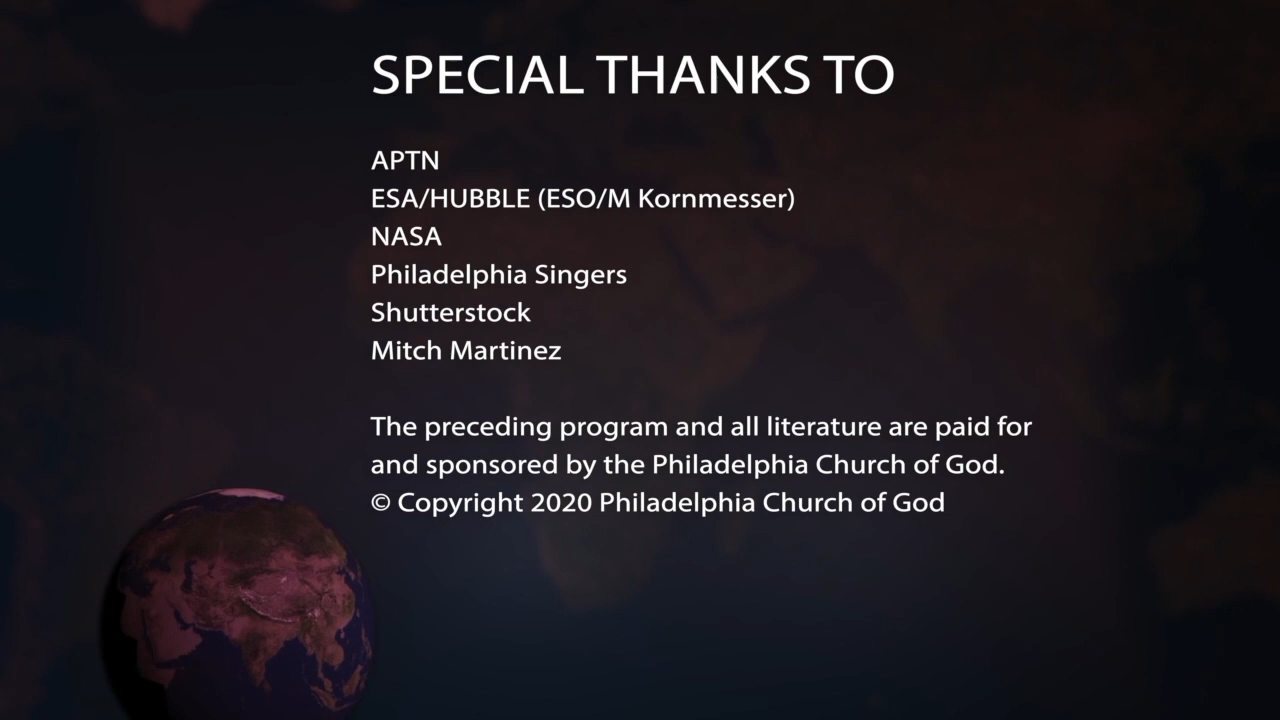 SPECIAL THANKS TO
APTN
ESA/HUBBLE (ESO/M Kornmesser)
NASA
Philadelphia Singers
Shutterstock
Mitch Martinez
The preceding program and all literature are paid for
and sponsored by the Philadelphia Church of God.
© Copyright 2020 Philadelphia Church of God